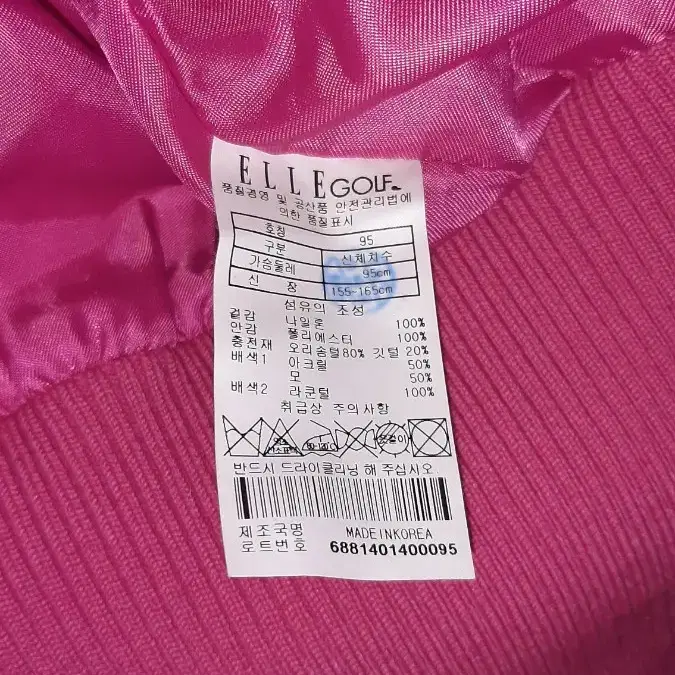 ELLE GOLF
품질경영 및 공산품 안전관리법에
의한 품질표시
호칭 95
구분 신체치수
가슴둘레 95cm
신 장 155~165cm
섬유의 조성
겉감 나일론 100%
안감 폴리에스터 100%
충전재 오리솜털80% 깃털 20%
배색1 아크릴 50%
모 50%
배색2 라쿤털 100%
취급상 주의사항
80~120℃
반드시 드라이클리닝 해 주십시오
제조국명 MADEINKOREA
로트번호 6881401400095